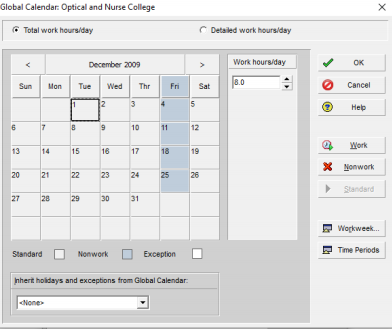 Global Calendar: Optical and Nurse College
Total work hours/day
Detailed work hours/day
< December 2009 >
Sun Mon Tue Wed Thr Fri Sat
1 2 3 4 5
6 7 8 9 10 11 12
13 14 15 16 17 18 19
20 21 22 23 24 25 26
27 28 29 30 31
Work hours/day
8.0
OK
Cancel
Help
Work
Nonwork
Standard
Workweek...
Time Periods
Standard Nonwork Exception
Inherit holidays and exceptions from Global Calendar:
<None>